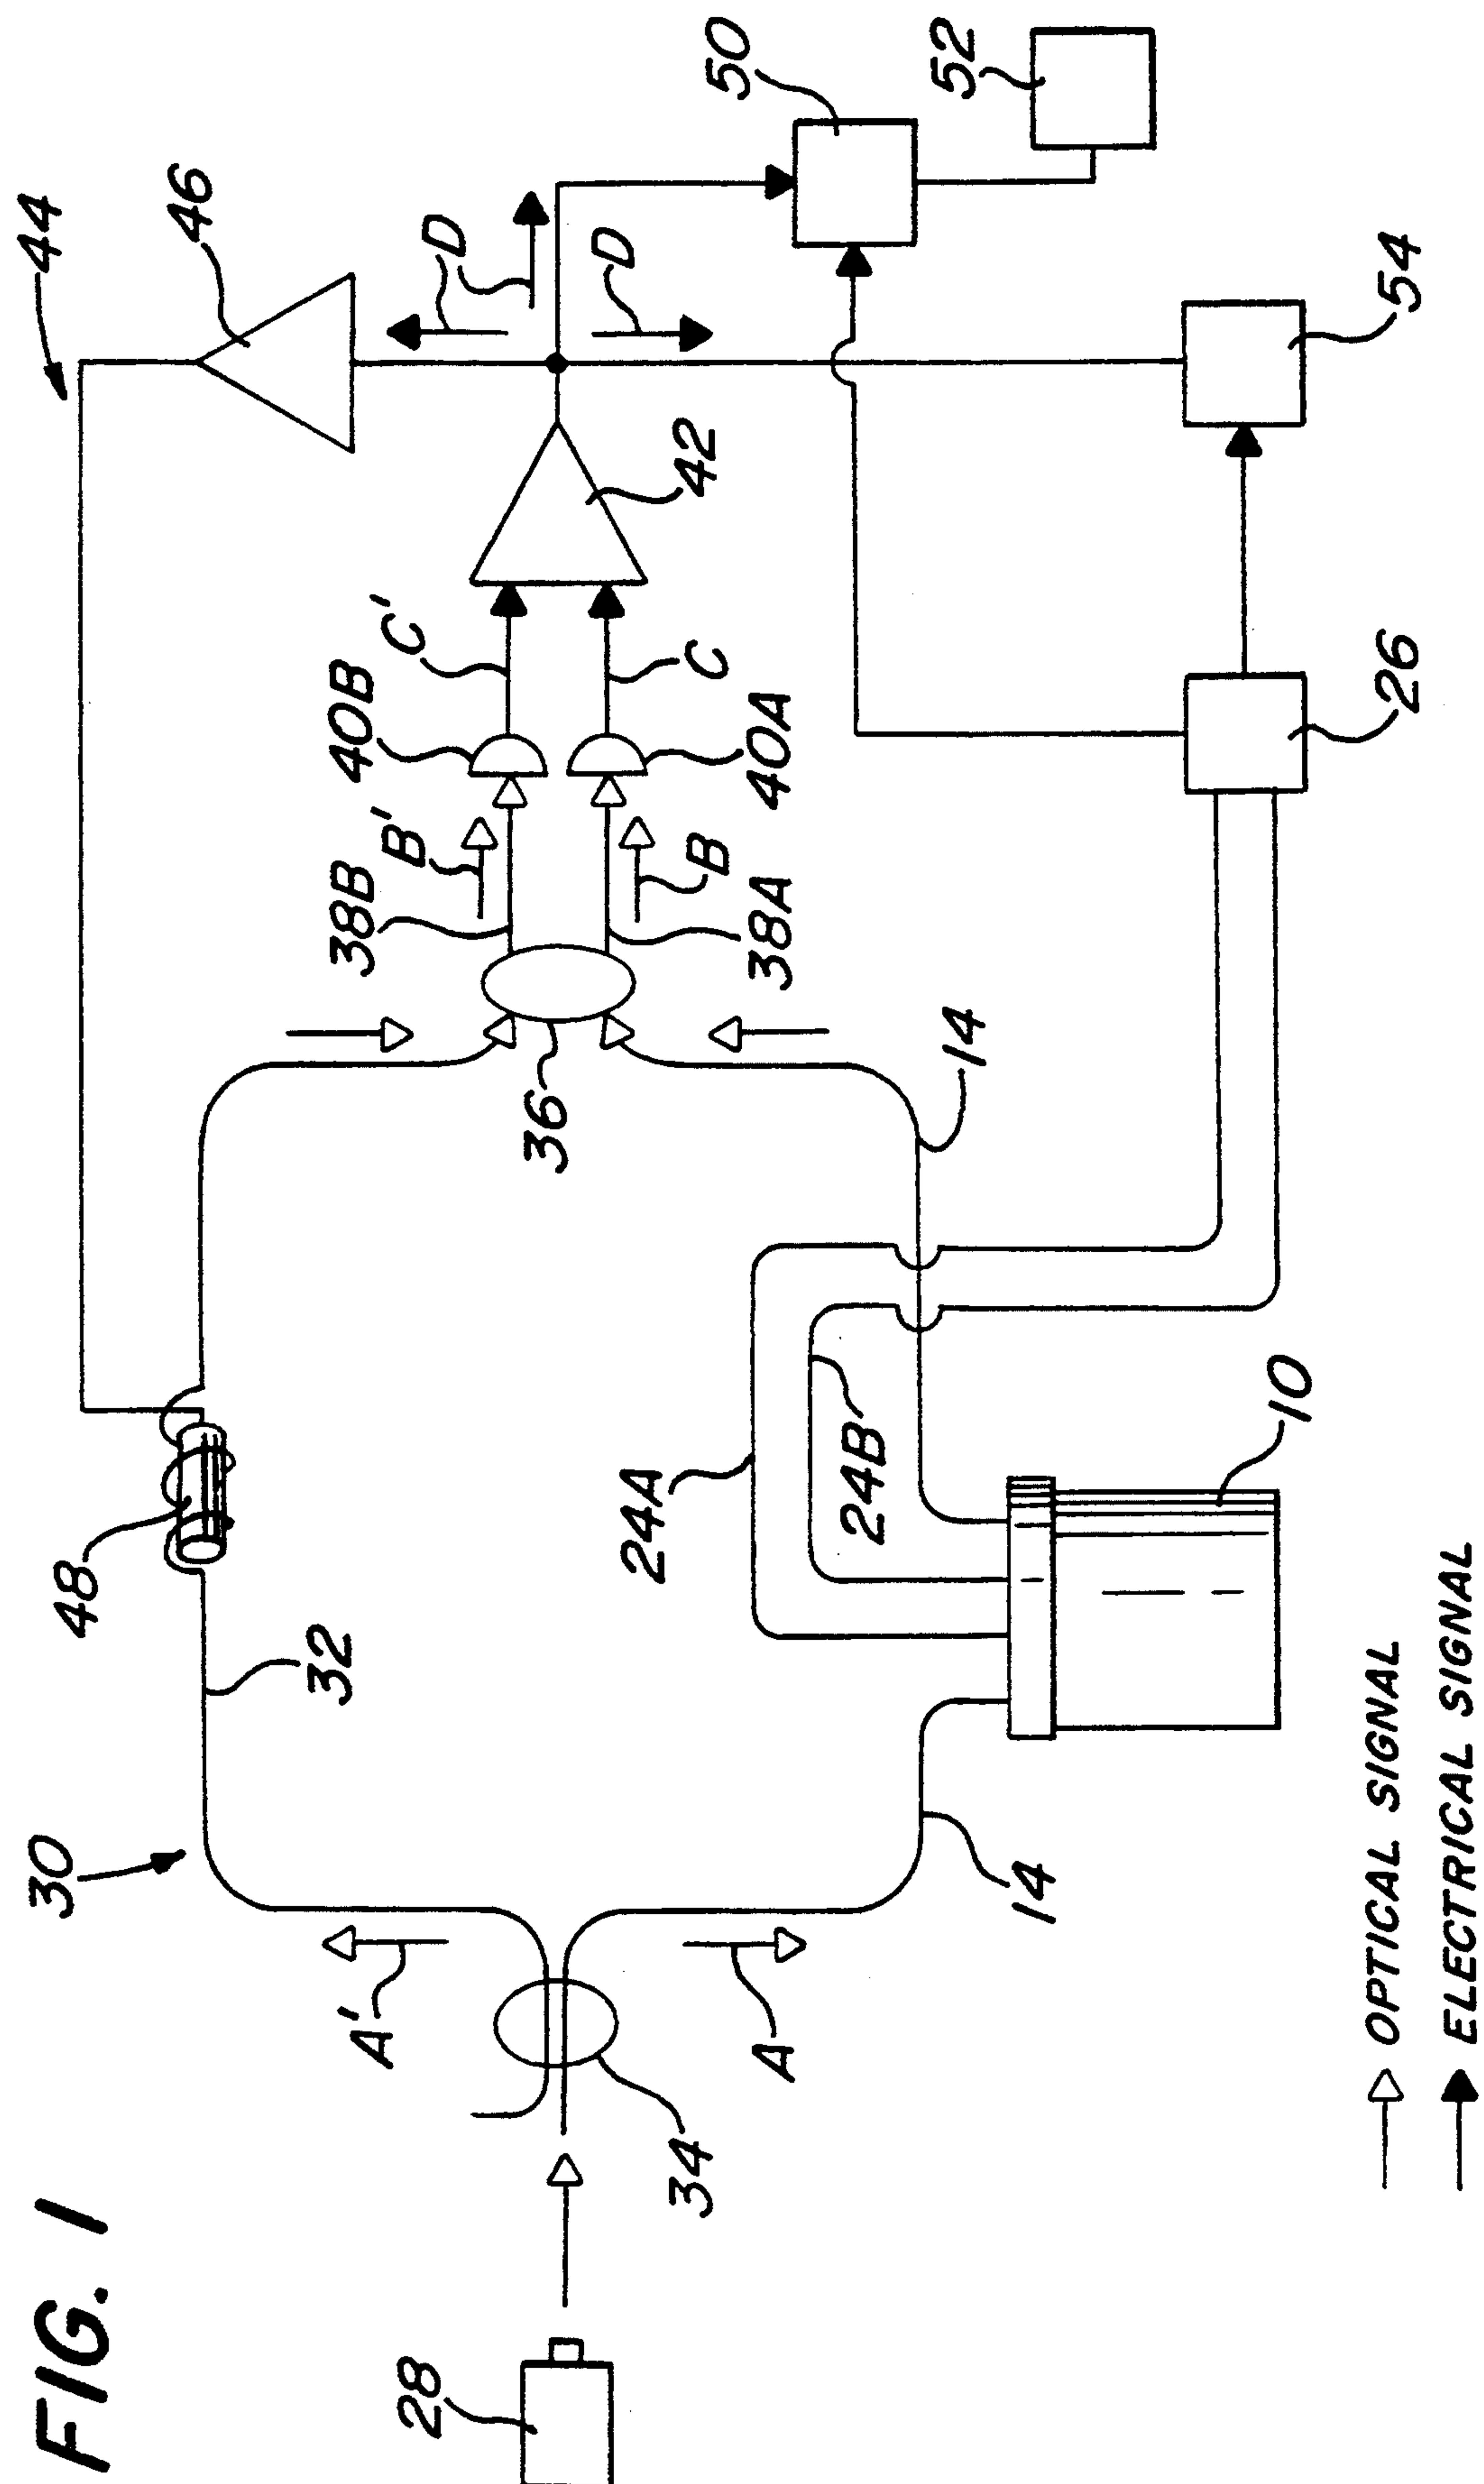 FIG. 1
44
46
30
48
32
D
D
50
52
A'
40B
C'
38B
B'
42
28
34
36
A
B
38A
C
40A
24A
24B
14
14
10
26
54
OPTICAL SIGNAL
ELECTRICAL SIGNAL